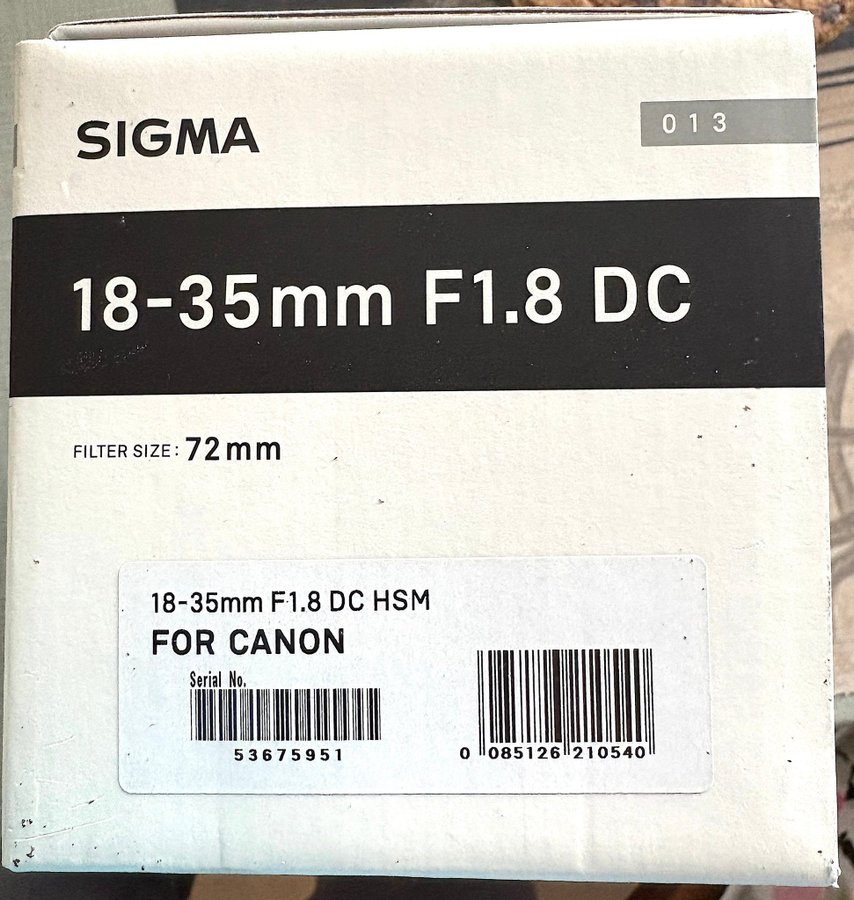 SIGMA
013
18-35mm F1.8 DC
FILTER SIZE: 72mm
18-35mm F1.8 DC HSM
FOR CANON
Serial No.
53675951
0 085126 210540